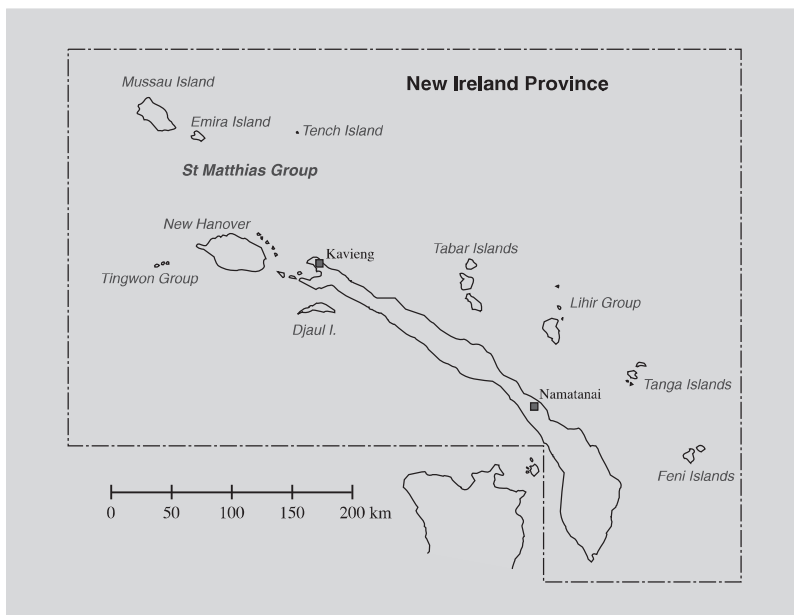 New Ireland Province
Mussau Island
Emira Island
Tench Island
St Matthias Group
New Hanover
Kavieng
Tabar Islands
Tingwon Group
Lihir Group
Djaul I.
Tanga Islands
Namatanai
Feni Islands
0 50 100 150 200 km